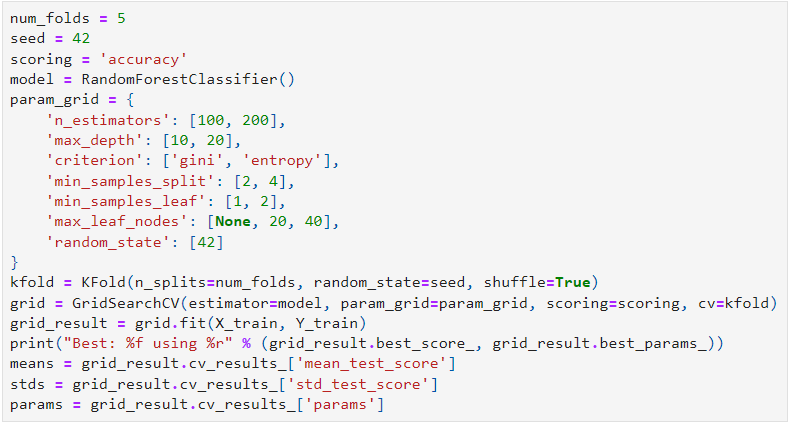 num_folds = 5
seed = 42
scoring = 'accuracy'
model = RandomForestClassifier()
param_grid = {
    'n_estimators': [100, 200],
    'max_depth': [10, 20],
    'criterion': ['gini', 'entropy'],
    'min_samples_split': [2, 4],
    'min_samples_leaf': [1, 2],
    'max_leaf_nodes': [None, 20, 40],
    'random_state': [42]
}
kfold = KFold(n_splits=num_folds, random_state=seed, shuffle=True)
grid = GridSearchCV(estimator=model, param_grid=param_grid, scoring=scoring, cv=kfold)
grid_result = grid.fit(X_train, Y_train)
print("Best: %f using %r" % (grid_result.best_score_, grid_result.best_params_))
means = grid_result.cv_results_['mean_test_score']
stds = grid_result.cv_results_['std_test_score']
params = grid_result.cv_results_['params']